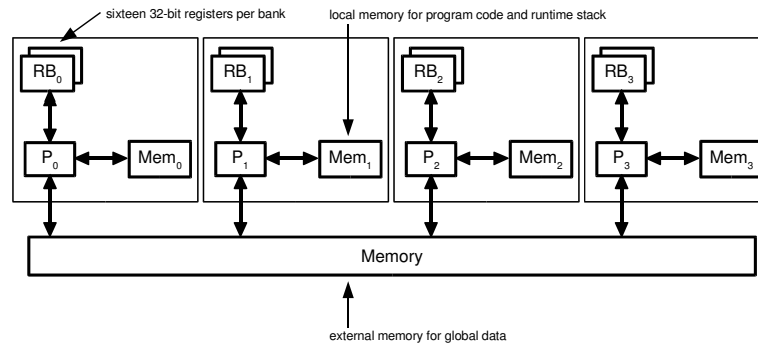 sixteen 32-bit registers per bank
local memory for program code and runtime stack
RB0
RB1
RB2
RB3
P0
Mem0
P1
Mem1
P2
Mem2
P3
Mem3
Memory
external memory for global data